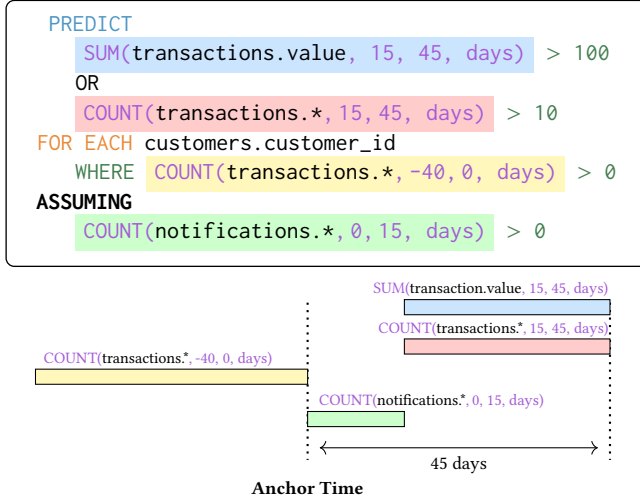 PREDICT
SUM(transactions.value, 15, 45, days) > 100
OR
COUNT(transactions.*, 15, 45, days) > 10
FOR EACH customers.customer_id
WHERE COUNT(transactions.*, -40, 0, days) > 0
ASSUMING
COUNT(notifications.*, 0, 15, days) > 0
SUM(transaction.value, 15, 45, days)
COUNT(transactions.*, 15, 45, days)
COUNT(transactions.*, -40, 0, days)
COUNT(notifications.*, 0, 15, days)
45 days
Anchor Time